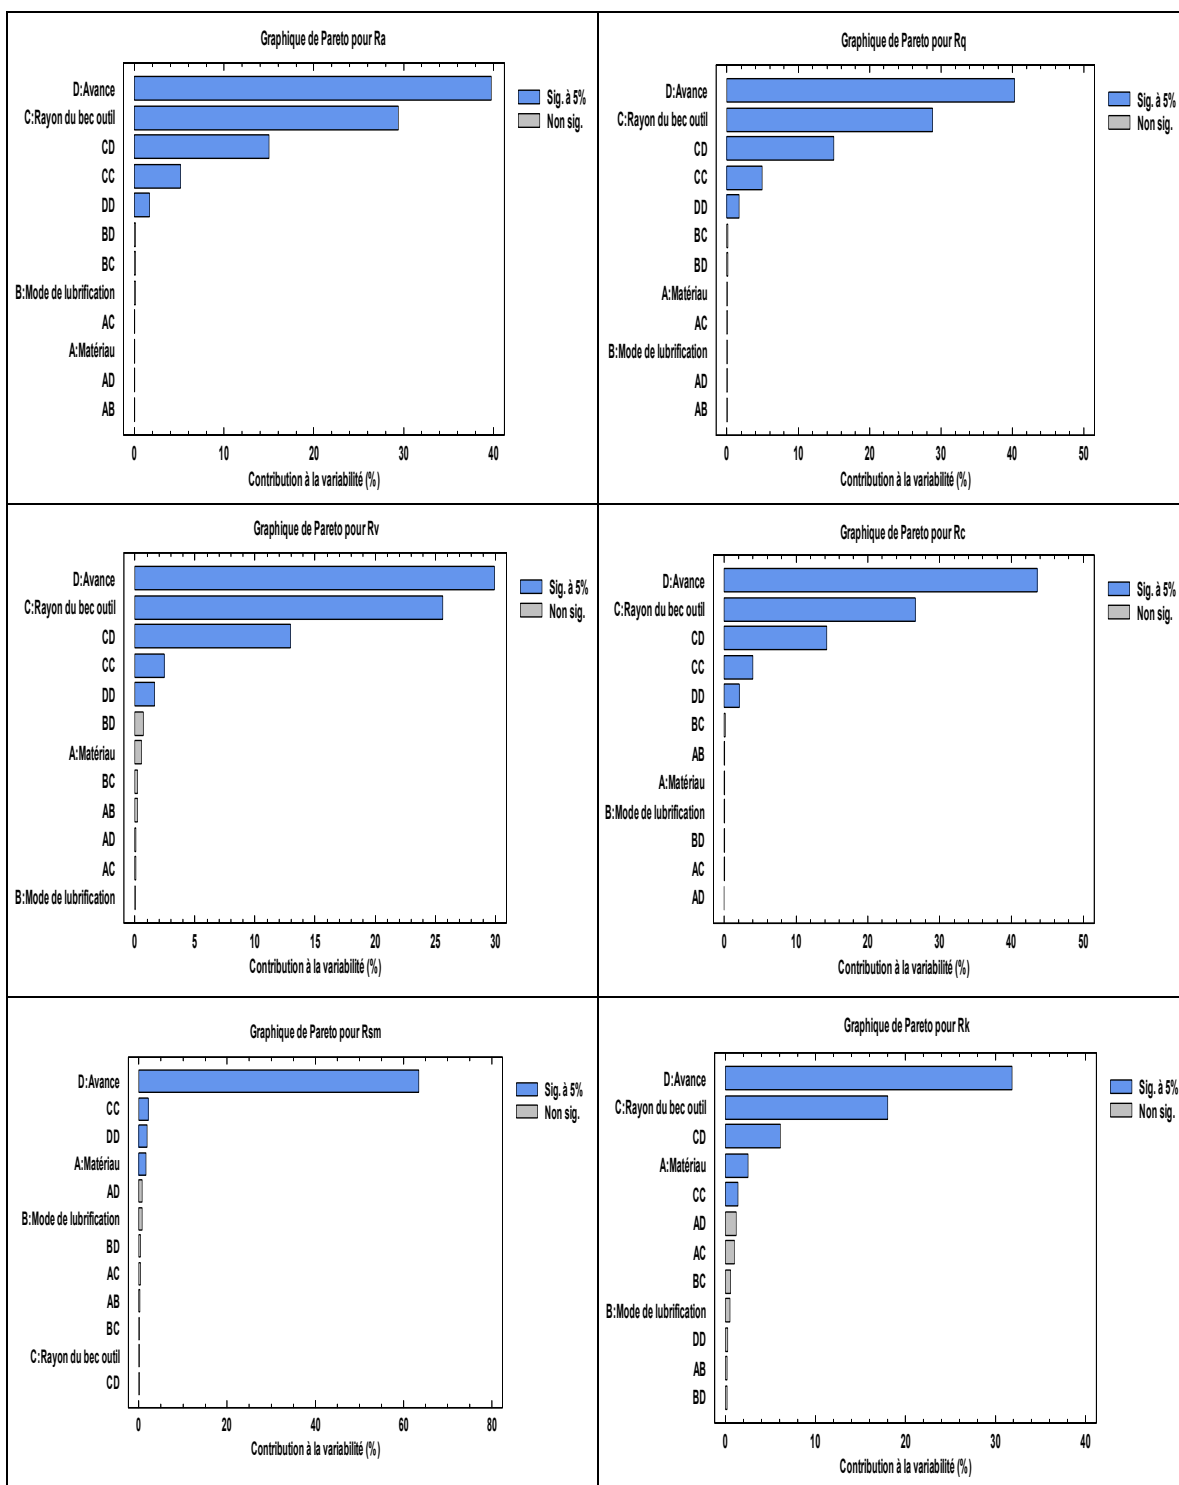 Graphique de Pareto pour Ra
D:Avance
C:Rayon du bec outil
CD
CC
DD
BD
BC
B:Mode de lubrification
AC
A:Matériau
AD
AB
Sig. à 5%
Non sig.
0 10 20 30 40
Contribution à la variabilité (%)
Graphique de Pareto pour Rq
D:Avance
C:Rayon du bec outil
CD
CC
DD
BC
BD
A:Matériau
AC
B:Mode de lubrification
AD
AB
Sig. à 5%
Non sig.
0 10 20 30 40 50
Contribution à la variabilité (%)
Graphique de Pareto pour Rv
D:Avance
C:Rayon du bec outil
CD
CC
DD
BD
A:Matériau
BC
AB
AD
AC
B:Mode de lubrification
Sig. à 5%
Non sig.
0 5 10 15 20 25 30
Contribution à la variabilité (%)
Graphique de Pareto pour Rc
D:Avance
C:Rayon du bec outil
CD
CC
DD
BC
AB
A:Matériau
B:Mode de lubrification
BD
AC
AD
Sig. à 5%
Non sig.
0 10 20 30 40 50
Contribution à la variabilité (%)
Graphique de Pareto pour Rsm
D:Avance
CC
DD
A:Matériau
AD
B:Mode de lubrification
BD
AC
AB
BC
C:Rayon du bec outil
CD
Sig. à 5%
Non sig.
0 20 40 60 80
Contribution à la variabilité (%)
Graphique de Pareto pour Rk
D:Avance
C:Rayon du bec outil
CD
A:Matériau
CC
AD
AC
BC
B:Mode de lubrification
DD
AB
BD
Sig. à 5%
Non sig.
0 10 20 30 40
Contribution à la variabilité (%)